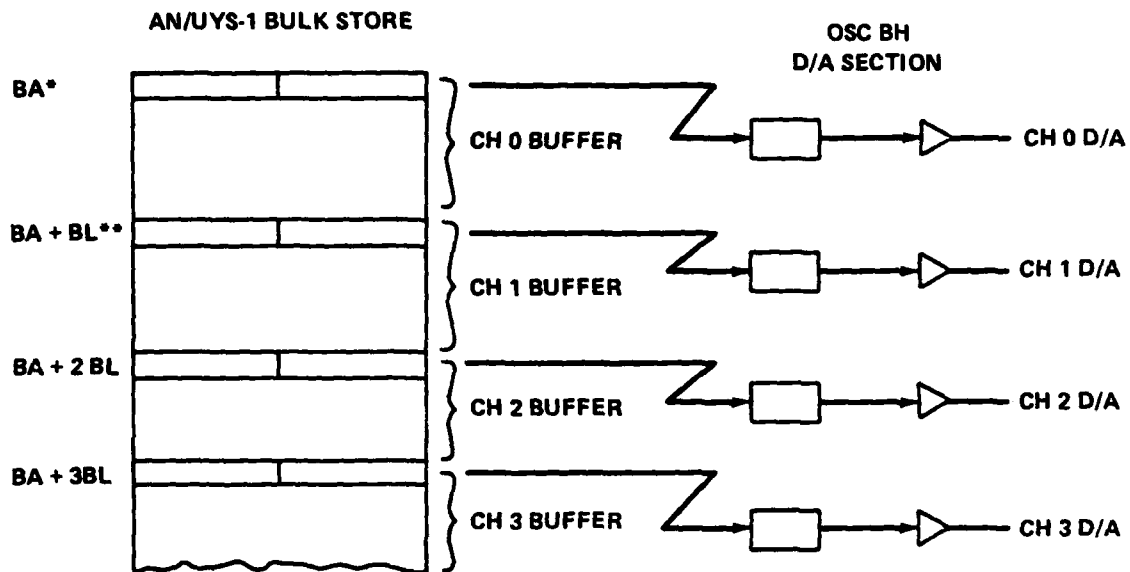 AN/UYS-1 BULK STORE
OSC BH
D/A SECTION
BA*
CH 0 BUFFER
CH 0 D/A
BA + BL**
CH 1 BUFFER
CH 1 D/A
BA + 2 BL
CH 2 BUFFER
CH 2 D/A
BA + 3BL
CH 3 BUFFER
CH 3 D/A